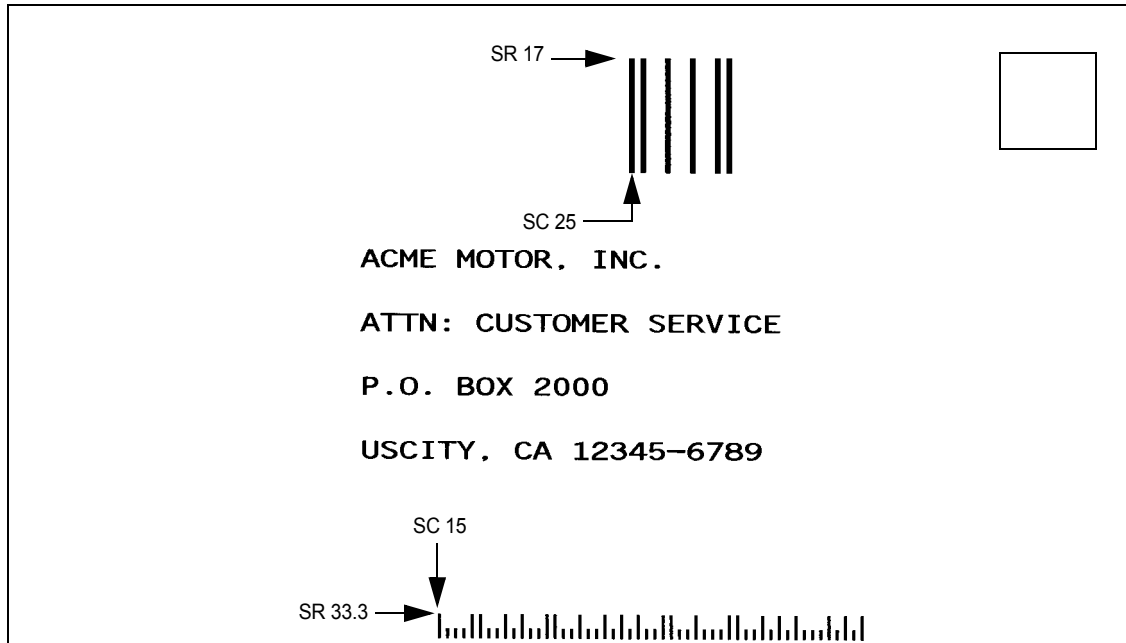 SR 17
SC 25
ACME MOTOR, INC.
ATTN: CUSTOMER SERVICE
P.O. BOX 2000
USCITY, CA 12345-6789
SC 15
SR 33.3